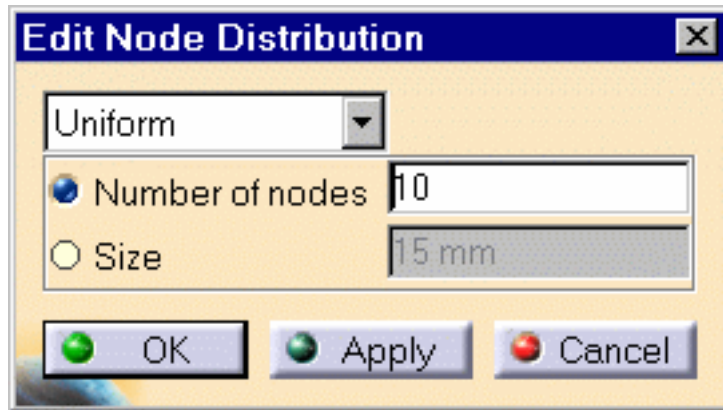 Edit Node Distribution
Uniform
Number of nodes 10
Size 15 mm
OK Apply Cancel